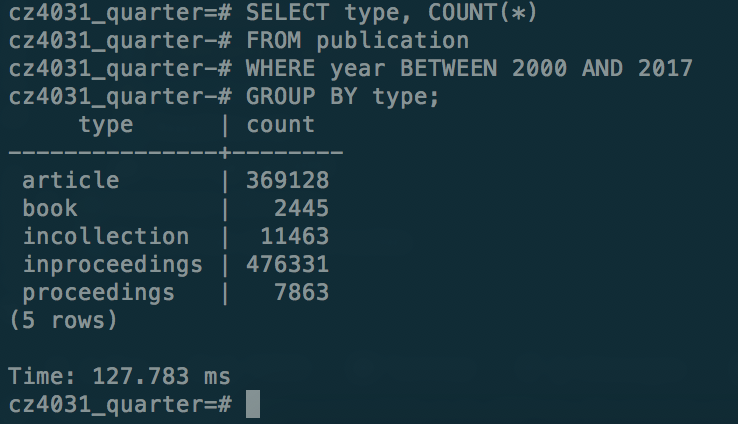 cz4031_quarter=# SELECT type, COUNT(*)
cz4031_quarter-# FROM publication
cz4031_quarter-# WHERE year BETWEEN 2000 AND 2017
cz4031_quarter-# GROUP BY type;
     type      | count
---------------+--------
 article       | 369128
 book          |   2445
 incollection  |  11463
 inproceedings | 476331
 proceedings   |   7863
(5 rows)

Time: 127.783 ms
cz4031_quarter=#